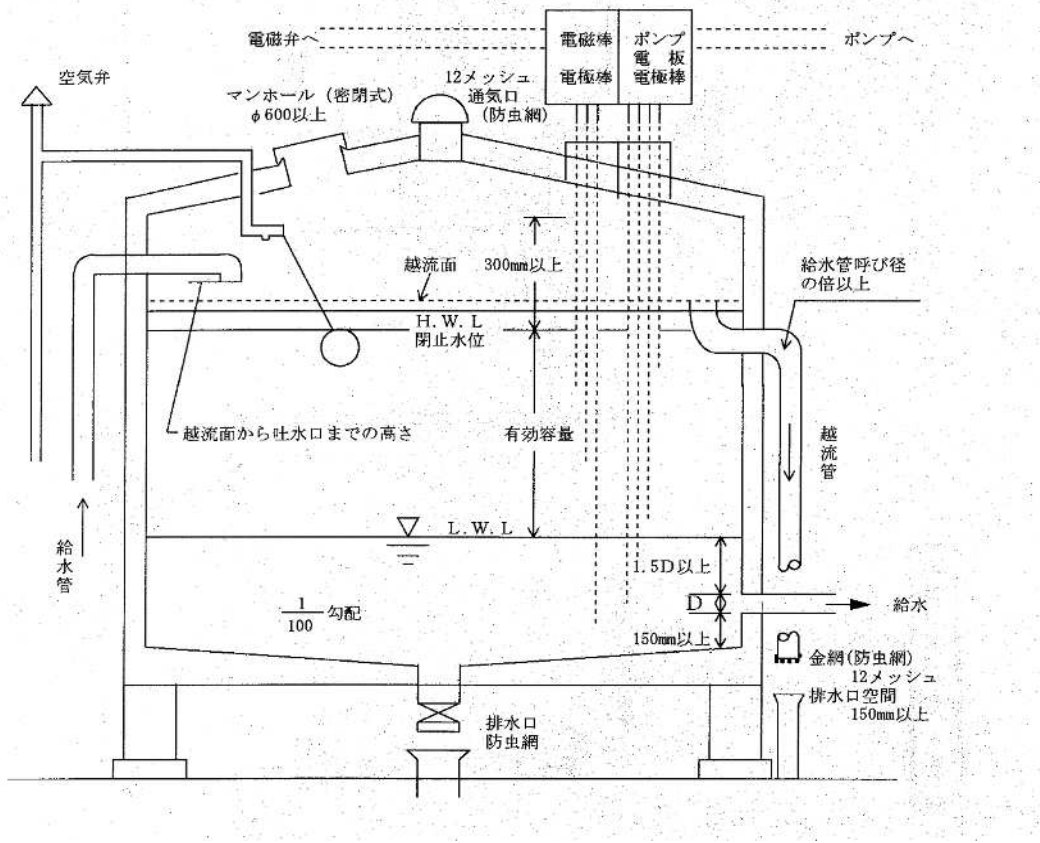 電磁弁へ
電磁棒
電極棒
ポンプ
電 板
電極棒
ポンプへ
空気弁
マンホール (密閉式)
φ600以上
12メッシュ
通気口
(防虫網)
越流面
300㎜以上
給水管呼び径
の倍以上
H.W.L
閉止水位
越流面から吐水口までの高さ
有効容量
越流管
L.W.L
給水管
1.5D以上
1/100 勾配
D
給水
150㎜以上
金網(防虫網)
12メッシュ
排水口空間
150㎜以上
排水口
防虫網